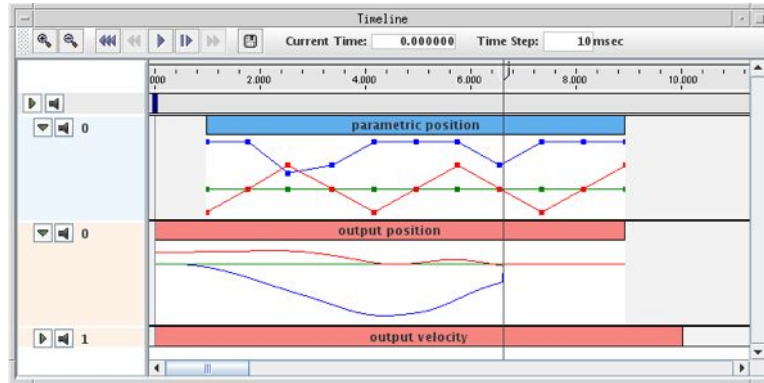 Timeline
Current Time: 0.000000 Time Step: 10 msec
000 2.000 4.000 6.000 8.000 10.000
0 parametric position
0 output position
1 output velocity